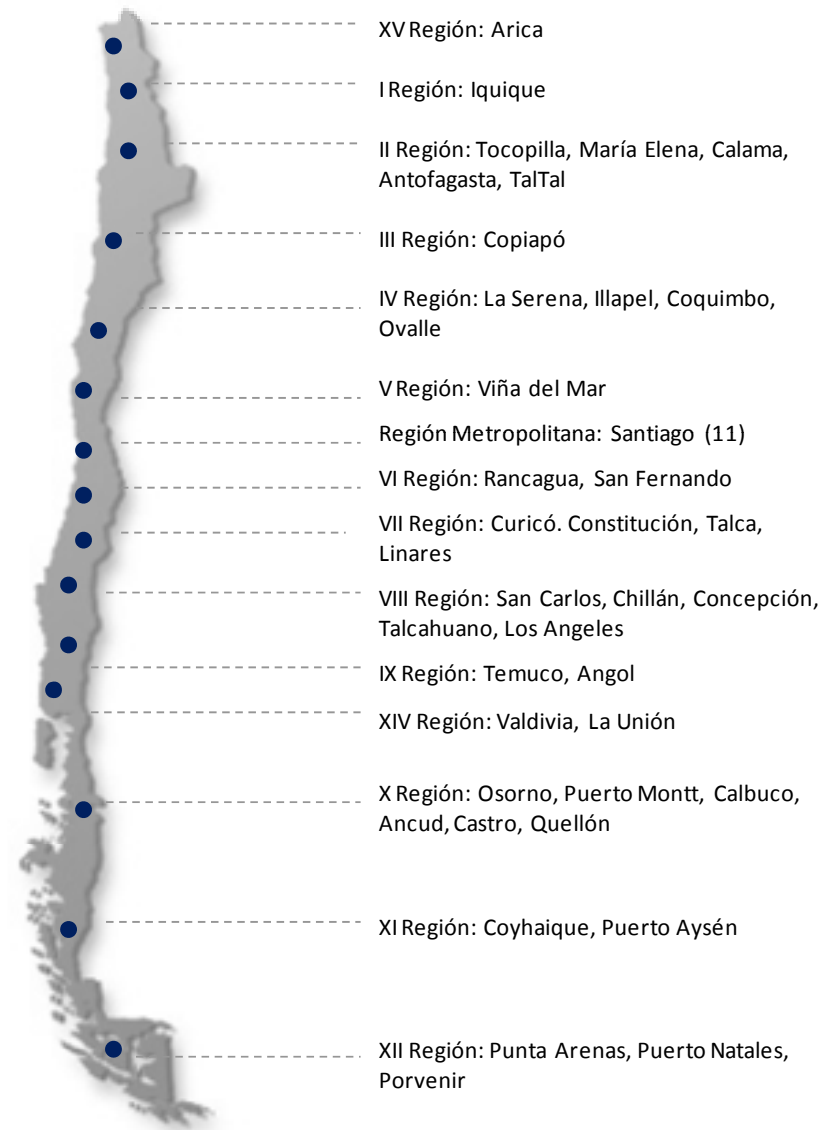 XV Región: Arica
I Región: Iquique
II Región: Tocopilla, María Elena, Calama,
Antofagasta, TalTal
III Región: Copiapó
IV Región: La Serena, Illapel, Coquimbo,
Ovalle
V Región: Viña del Mar
Región Metropolitana: Santiago (11)
VI Región: Rancagua, San Fernando
VII Región: Curicó. Constitución, Talca,
Linares
VIII Región: San Carlos, Chillán, Concepción,
Talcahuano, Los Angeles
IX Región: Temuco, Angol
XIV Región: Valdivia, La Unión
X Región: Osorno, Puerto Montt, Calbuco,
Ancud, Castro, Quellón
XI Región: Coyhaique, Puerto Aysén
XII Región: Punta Arenas, Puerto Natales,
Porvenir